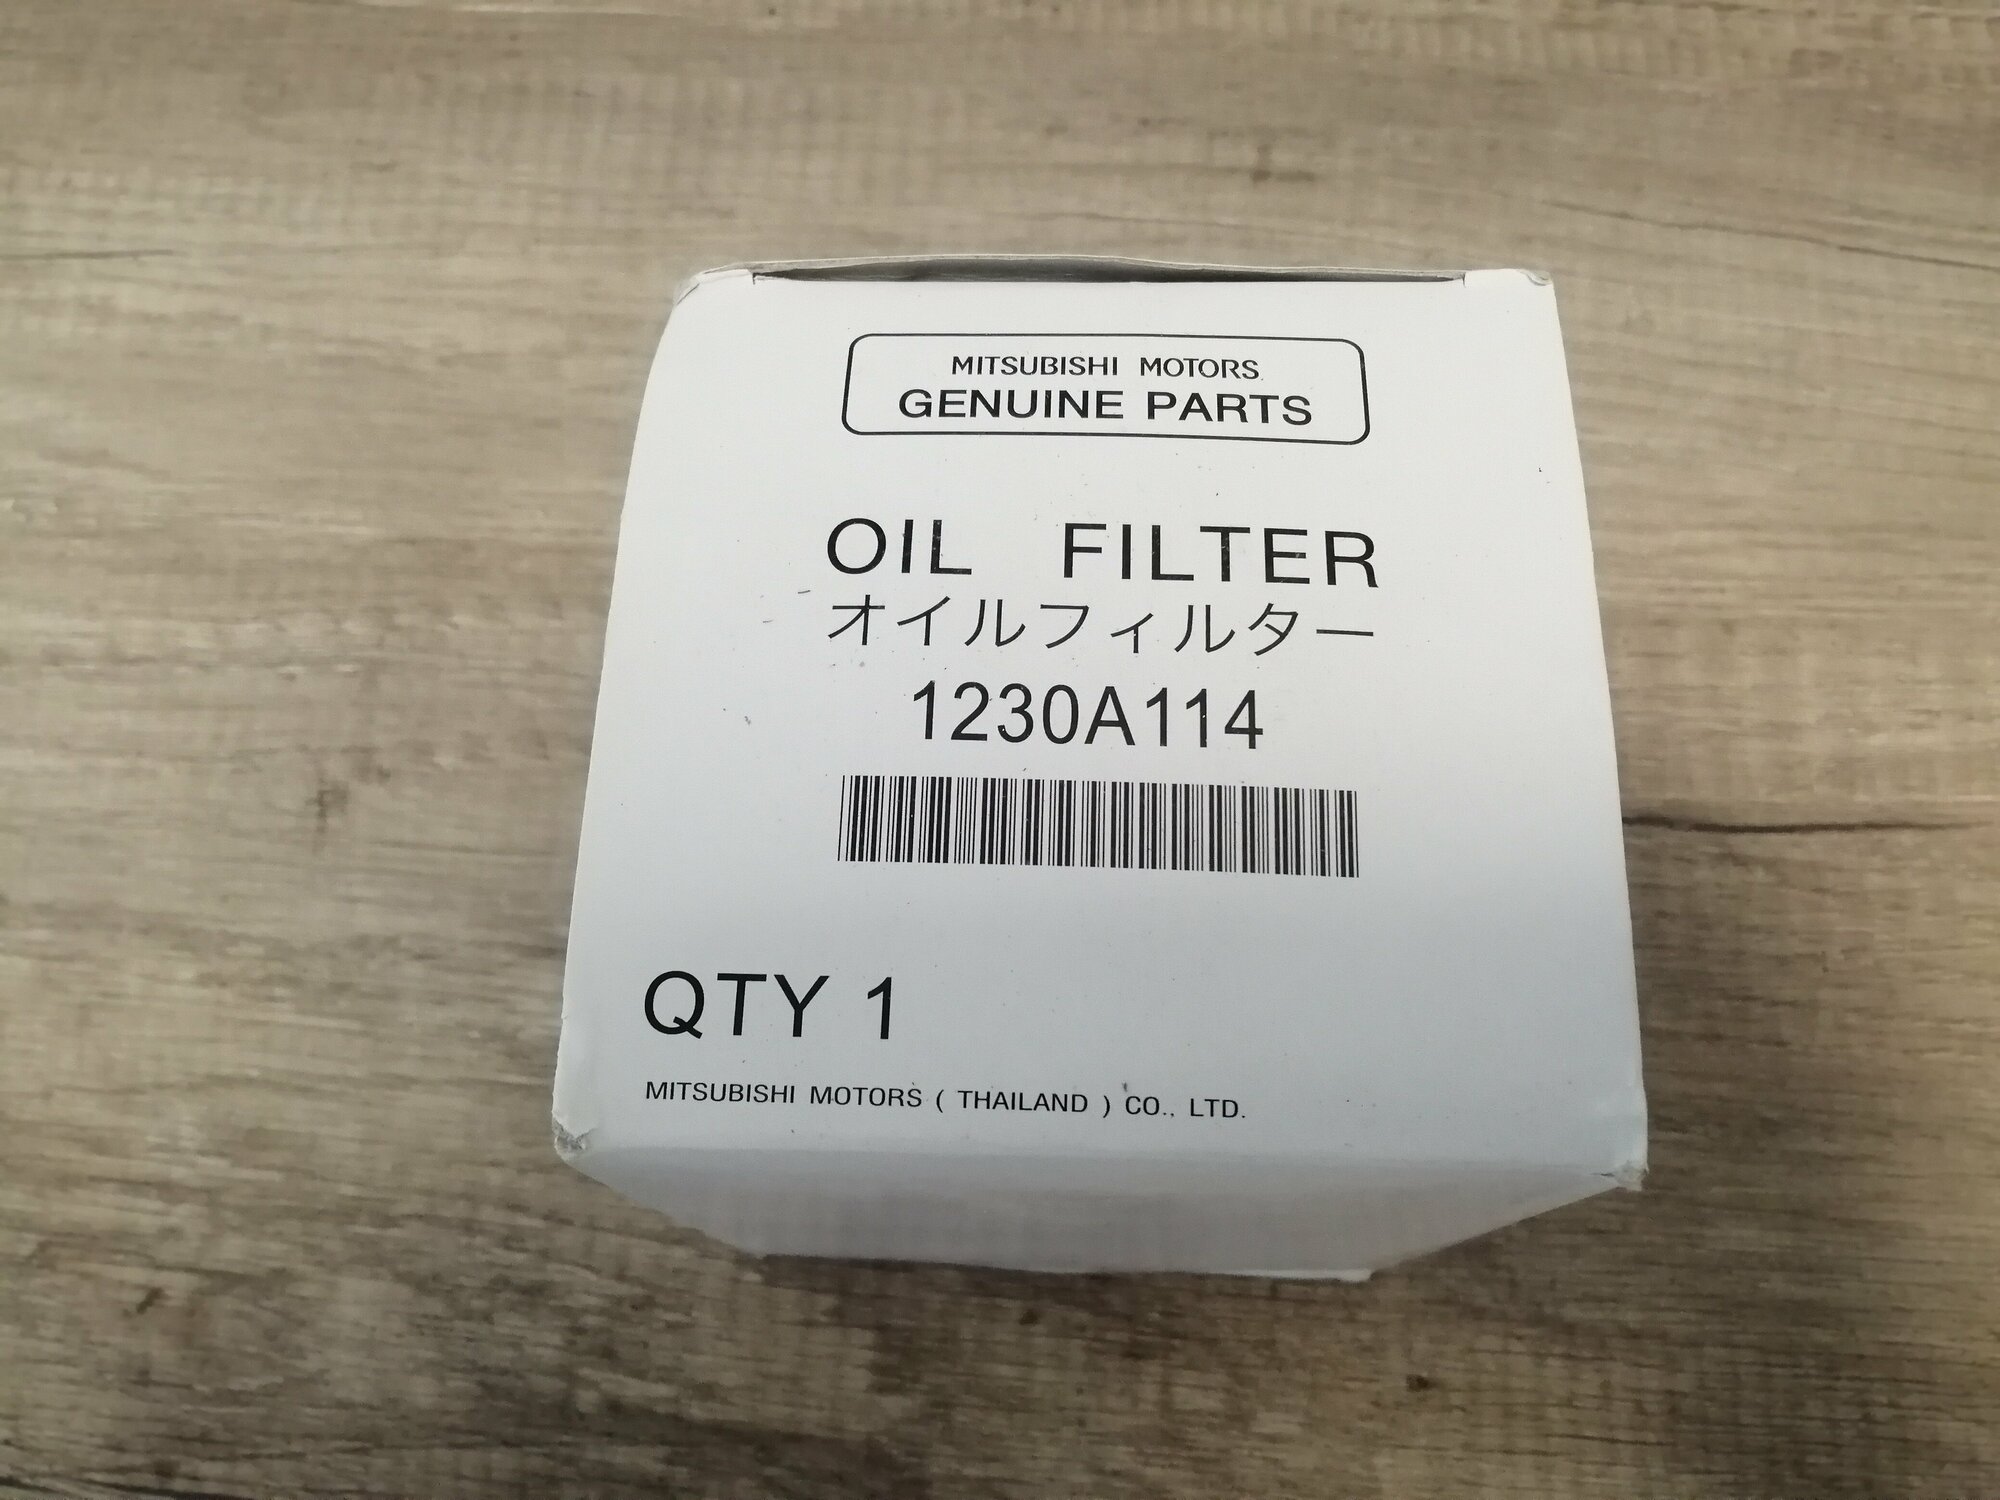 MITSUBISHI MOTORS
GENUINE PARTS
OIL FILTER
オイルフィルター
1230A114
QTY 1
MITSUBISHI MOTORS ( THAILAND ) CO., LTD.